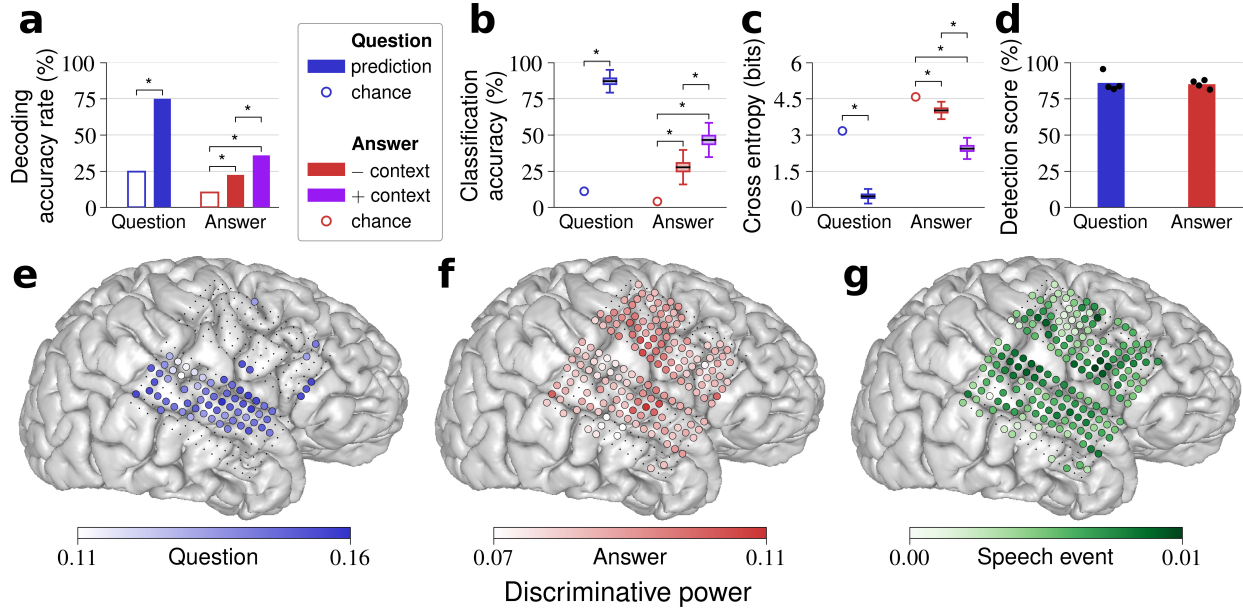 a
Decoding
accuracy rate (%)
100
75
50
25
0
*
*
*
*
Question
Answer
Question
prediction
chance
Answer
− context
+ context
chance
b
Classification
accuracy (%)
100
75
50
25
0
*
*
*
*
Question
Answer
c
Cross entropy (bits)
6
4.5
3
1.5
0
*
*
*
*
Question
Answer
d
Detection score (%)
100
75
50
25
0
Question
Answer
e
f
g
0.11
Question
0.16
0.07
Answer
0.11
0.00
Speech event
0.01
Discriminative power